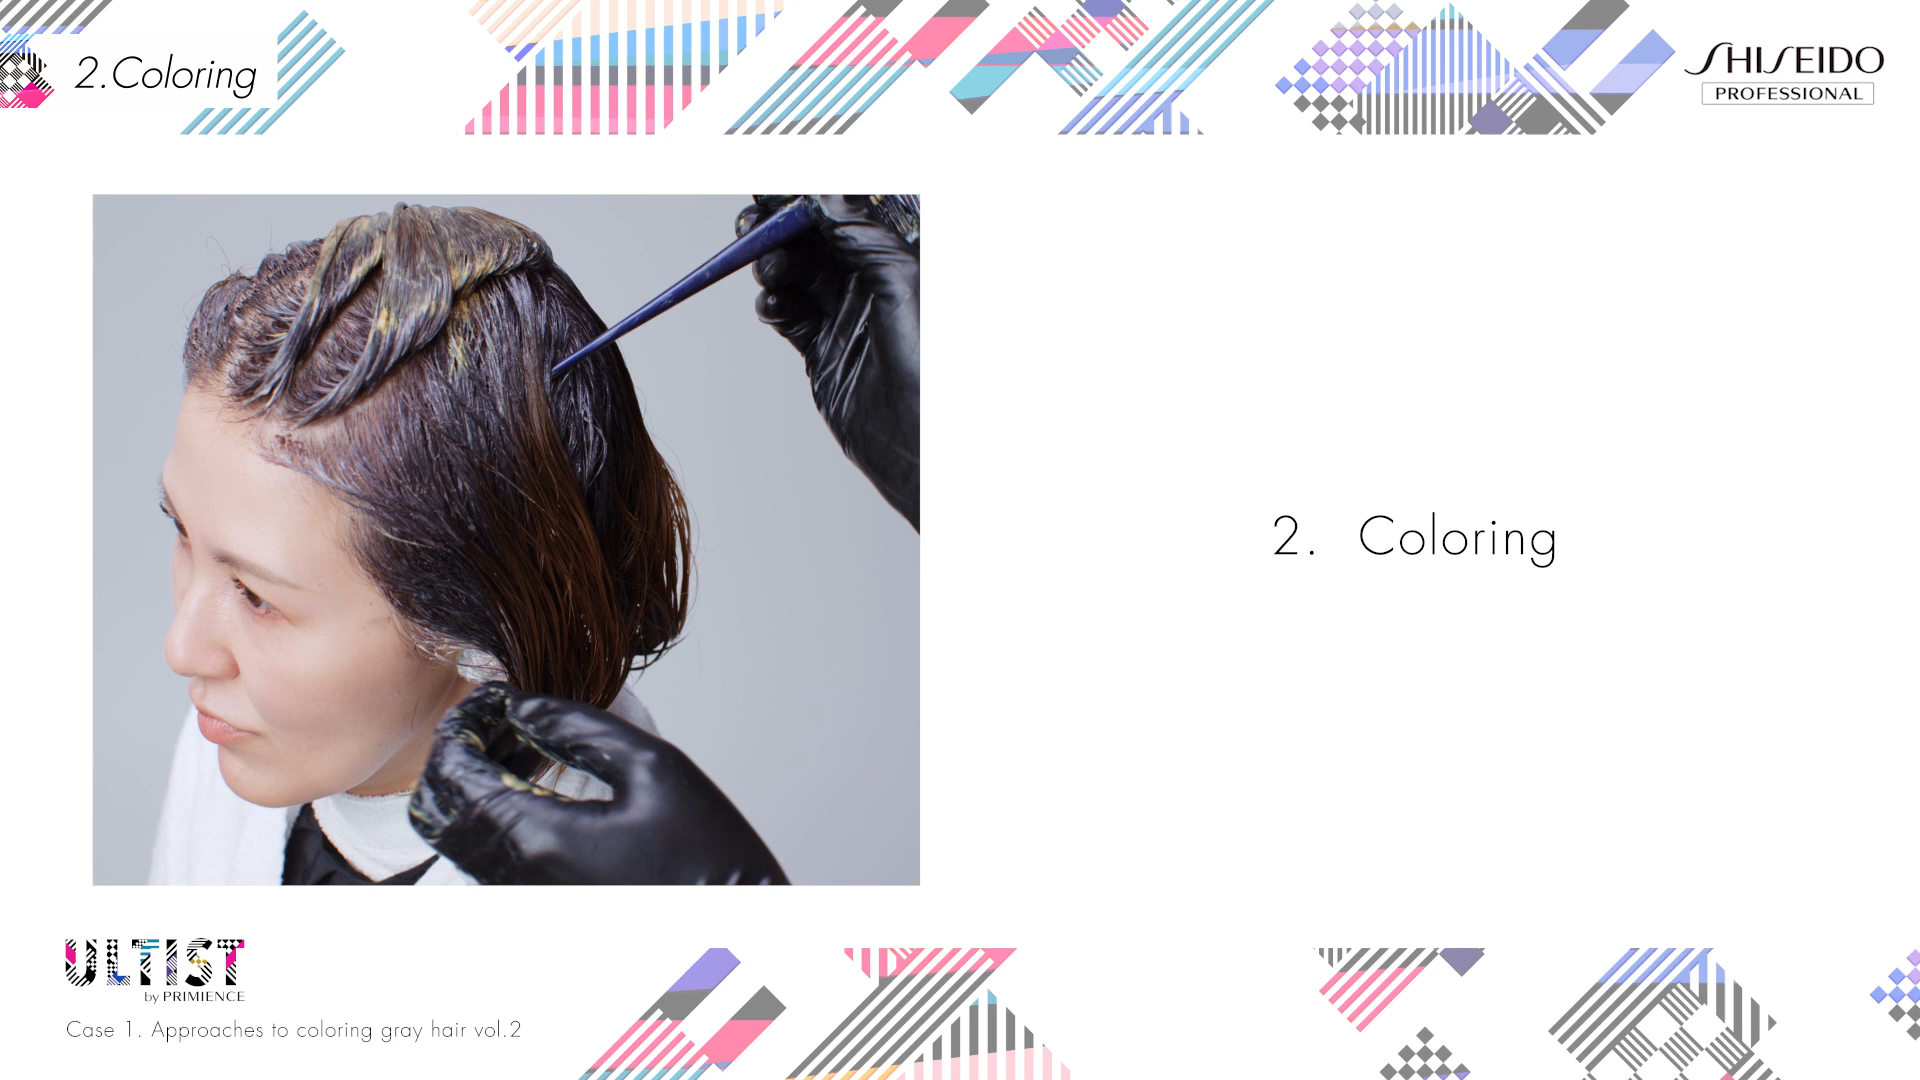 2.Coloring
SHISEIDO
PROFESSIONAL
2. Coloring
ULTIST
by PRIMIENCE
Case 1. Approaches to coloring gray hair vol.2